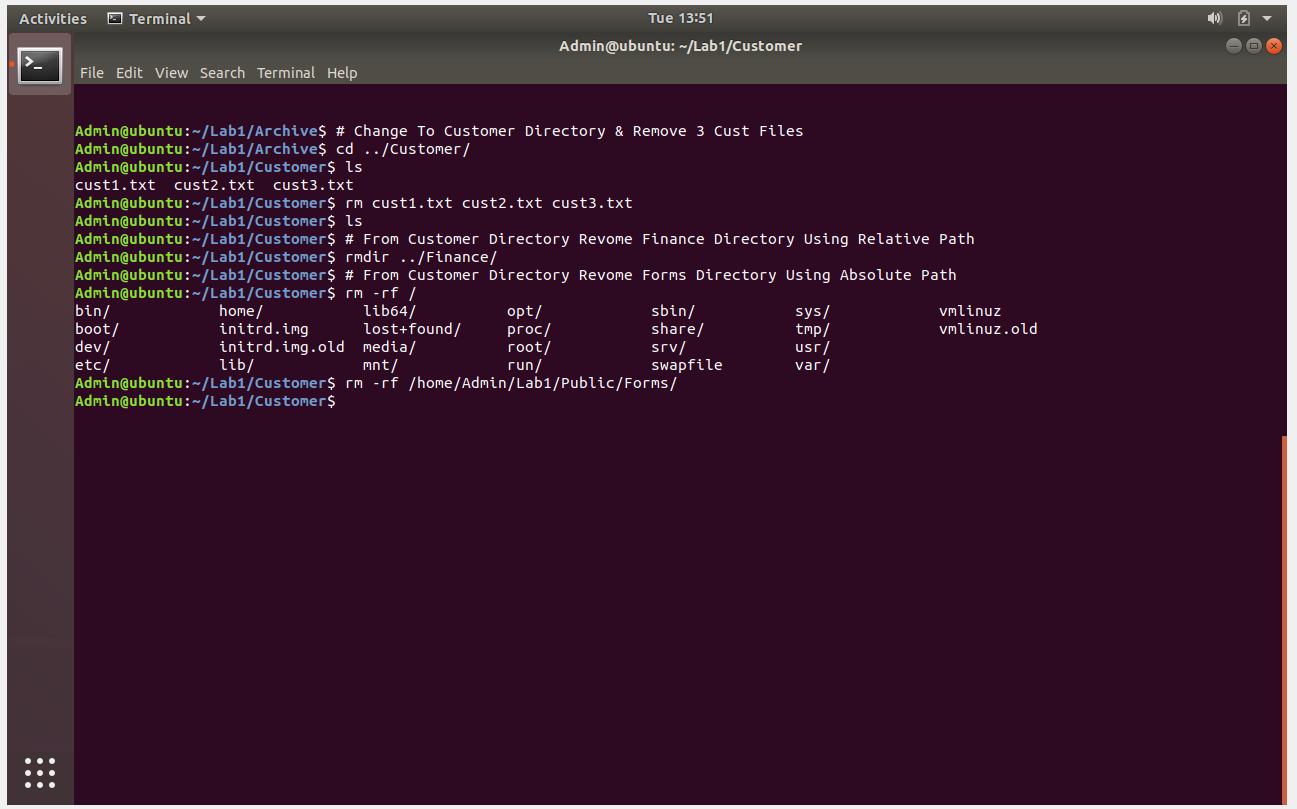 Activities Terminal Tue 13:51
Admin@ubuntu: ~/Lab1/Customer
File Edit View Search Terminal Help
Admin@ubuntu:~/Lab1/Archive$ # Change To Customer Directory & Remove 3 Cust Files
Admin@ubuntu:~/Lab1/Archive$ cd ../Customer/
Admin@ubuntu:~/Lab1/Customer$ ls
cust1.txt  cust2.txt  cust3.txt
Admin@ubuntu:~/Lab1/Customer$ rm cust1.txt cust2.txt cust3.txt
Admin@ubuntu:~/Lab1/Customer$ ls
Admin@ubuntu:~/Lab1/Customer$ # From Customer Directory Revome Finance Directory Using Relative Path
Admin@ubuntu:~/Lab1/Customer$ rmdir ../Finance/
Admin@ubuntu:~/Lab1/Customer$ # From Customer Directory Revome Forms Directory Using Absolute Path
Admin@ubuntu:~/Lab1/Customer$ rm -rf /
bin/            home/           lib64/          opt/            sbin/           sys/            vmlinuz
boot/           initrd.img      lost+found/     proc/           share/          tmp/            vmlinuz.old
dev/            initrd.img.old  media/          root/           srv/            usr/
etc/            lib/            mnt/            run/            swapfile        var/
Admin@ubuntu:~/Lab1/Customer$ rm -rf /home/Admin/Lab1/Public/Forms/
Admin@ubuntu:~/Lab1/Customer$